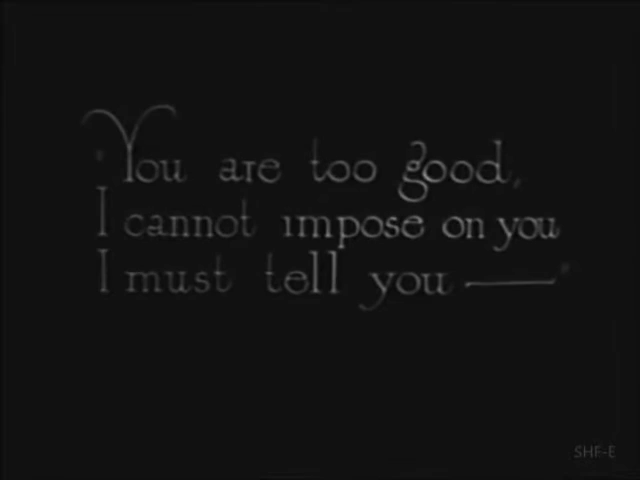 "You are too good,
I cannot impose on you
I must tell you —"
SHF-E